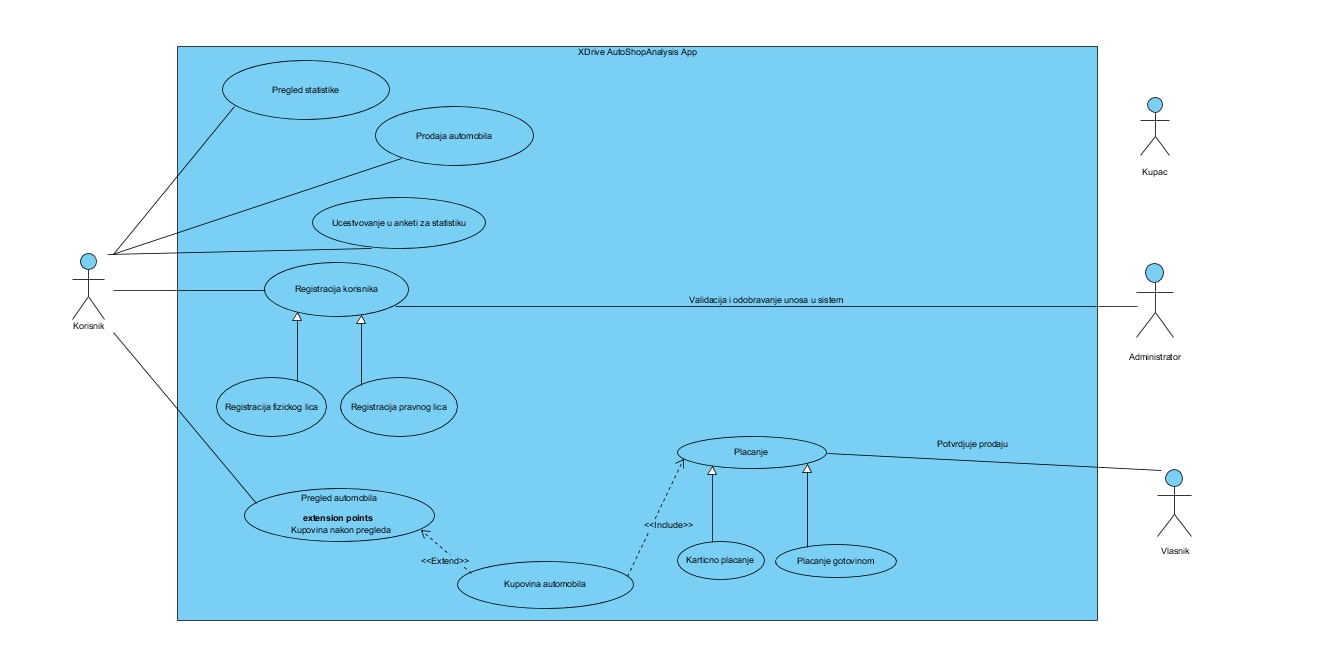 XDrive AutoShopAnalysis App
Pregled statistike
Prodaja automobila
Kupac
Ucestvovanje u anketi za statistiku
Registracija korisnika
Validacija i odobravanje unosa u sistem
Korisnik
Administrator
Registracija fizickog lica
Registracija pravnog lica
Potvrdjuje prodaju
Placanje
Pregled automobila
extension points
Kupovina nakon pregleda
<<Include>>
Vlasnik
<<Extend>>
Karticno placanje
Placanje gotovinom
Kupovina automobila